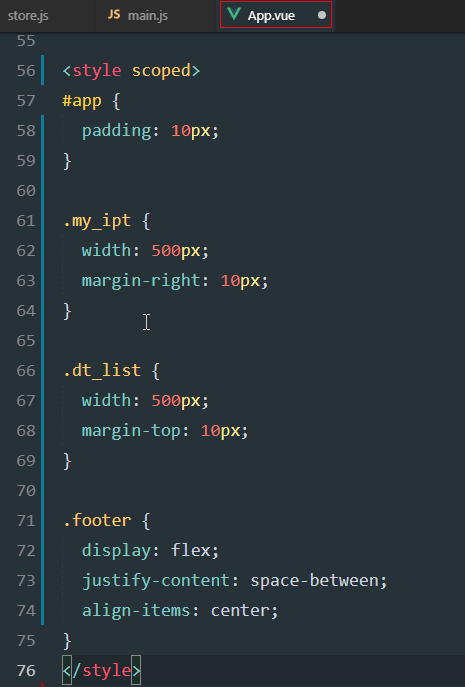 store.js JS main.js App.vue
55
56 <style scoped>
57 #app {
58 padding: 10px;
59 }
60
61 .my_ipt {
62 width: 500px;
63 margin-right: 10px;
64 }
65
66 .dt_list {
67 width: 500px;
68 margin-top: 10px;
69 }
70
71 .footer {
72 display: flex;
73 justify-content: space-between;
74 align-items: center;
75 }
76 </style>